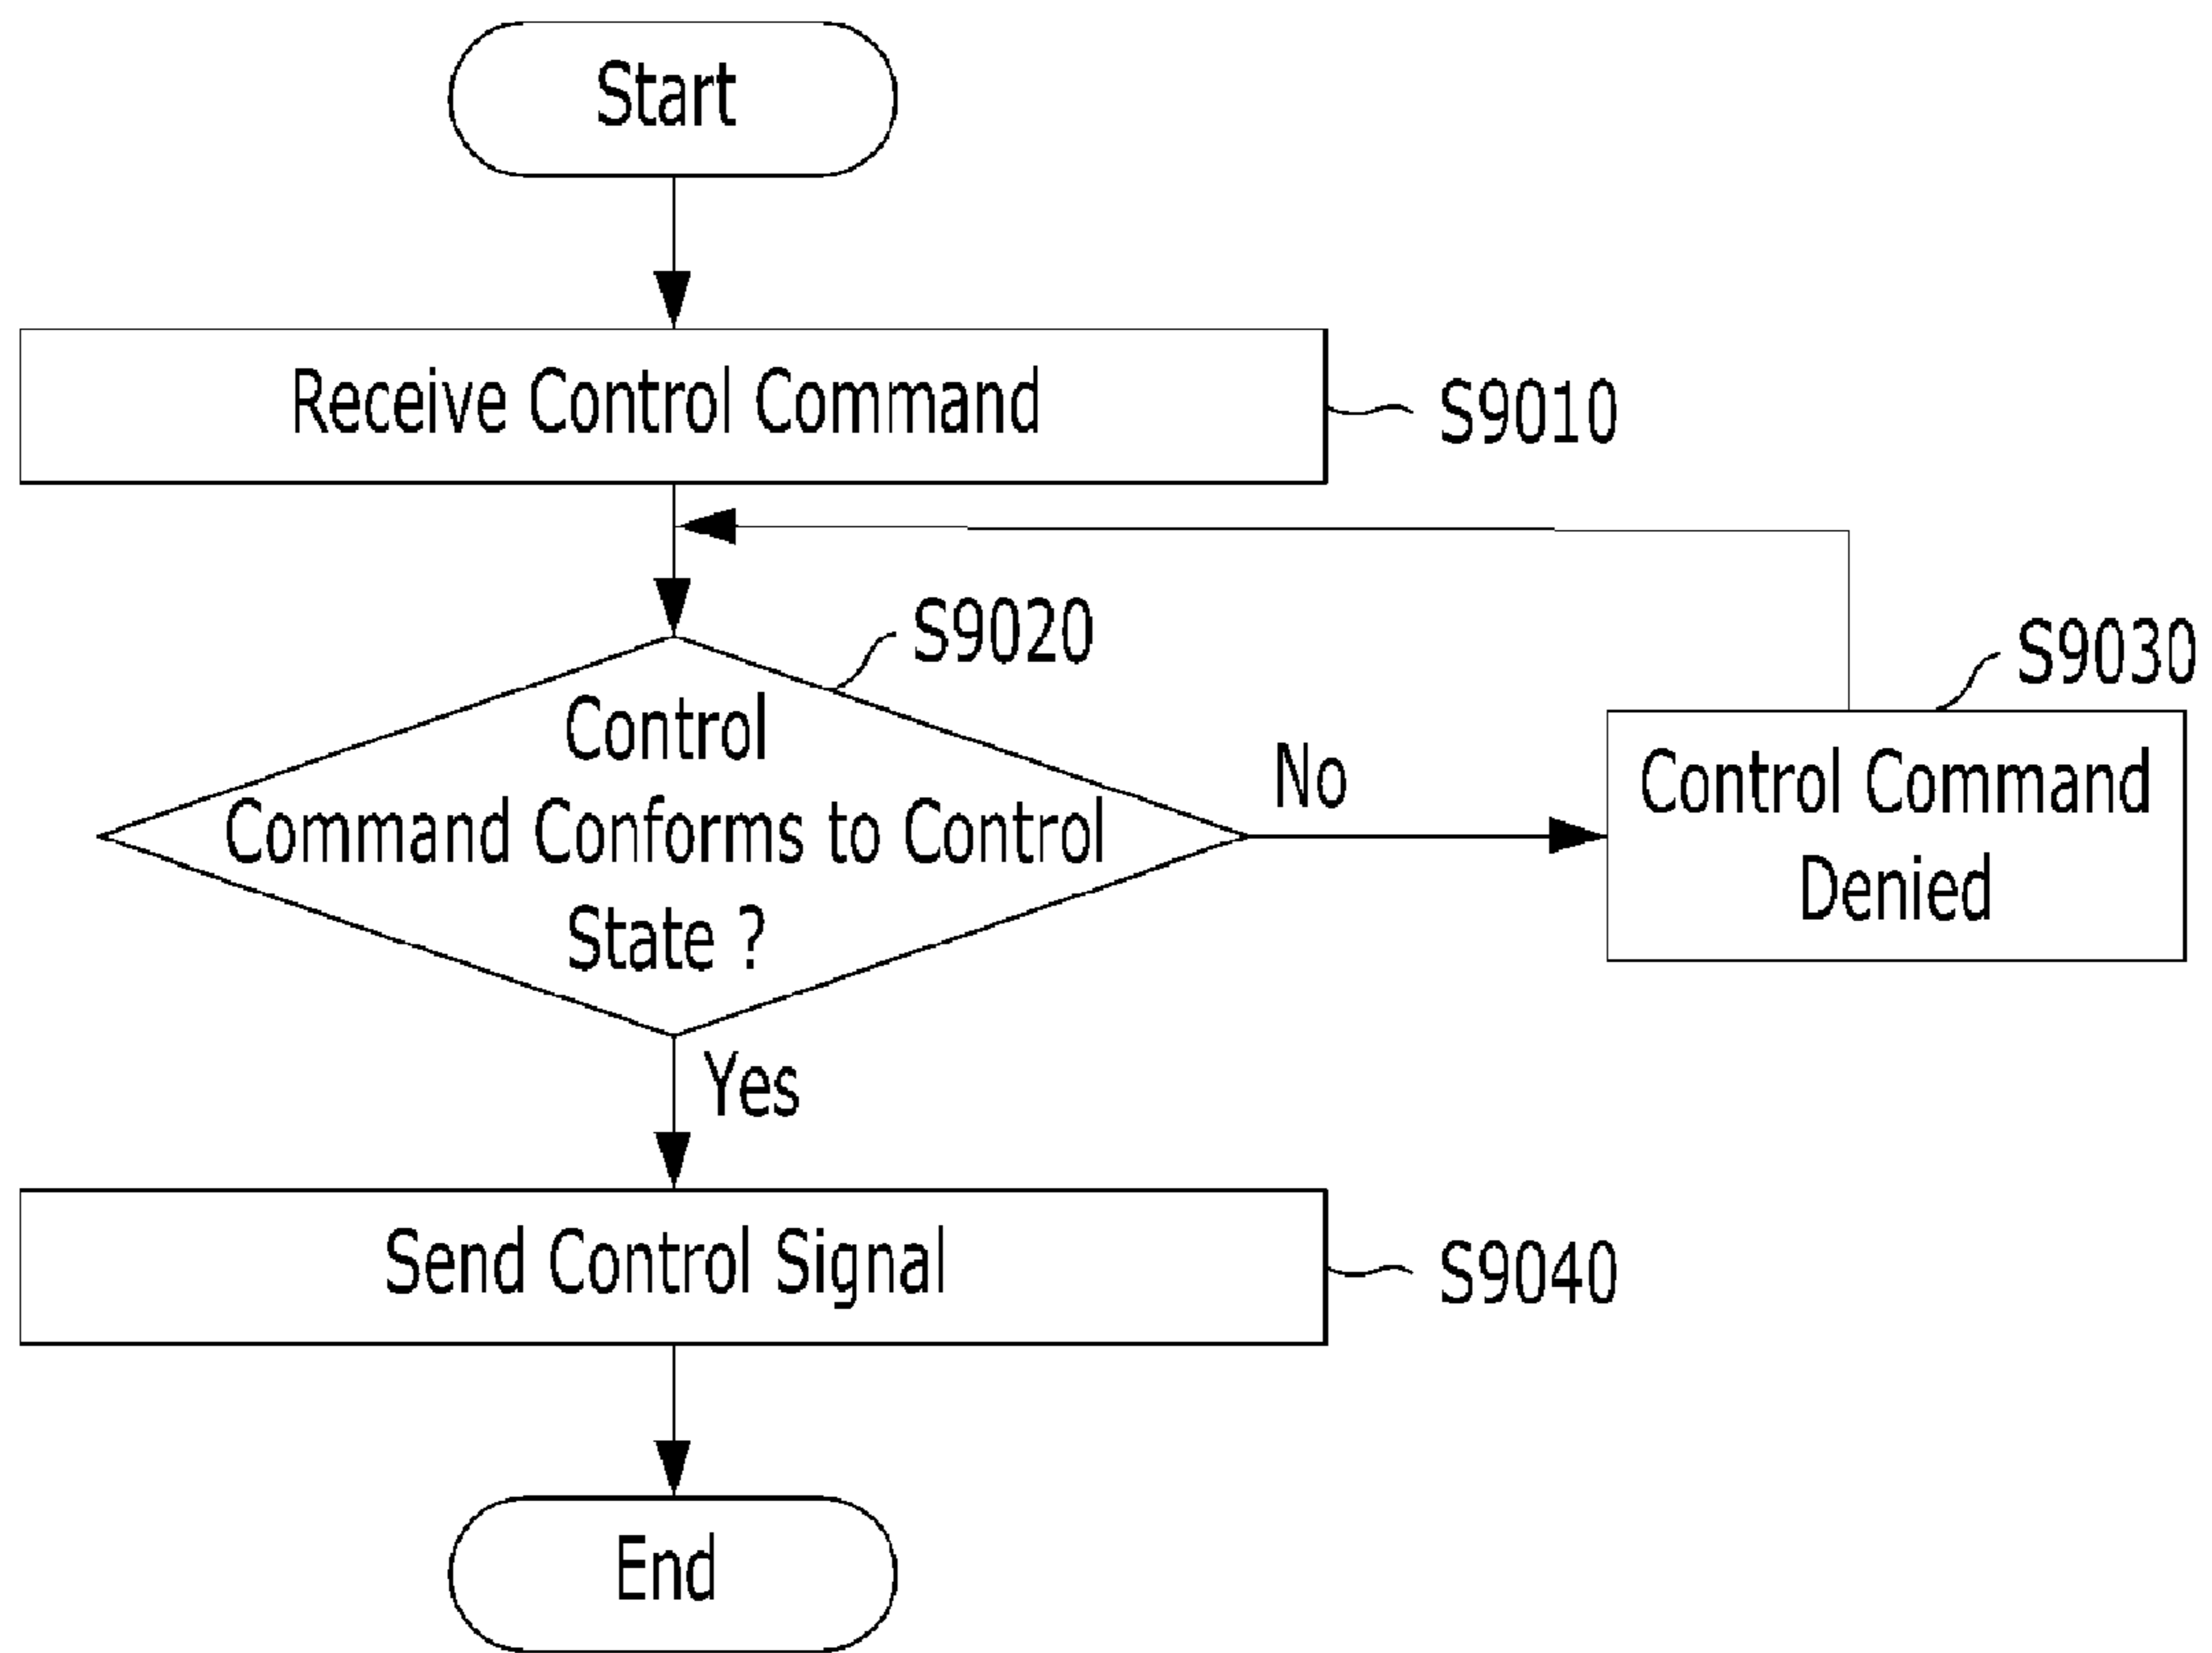 Start
Receive Control Command
S9010
S9020
Control
Command Conforms to Control
State ?
No
S9030
Control Command
Denied
Yes
Send Control Signal
S9040
End